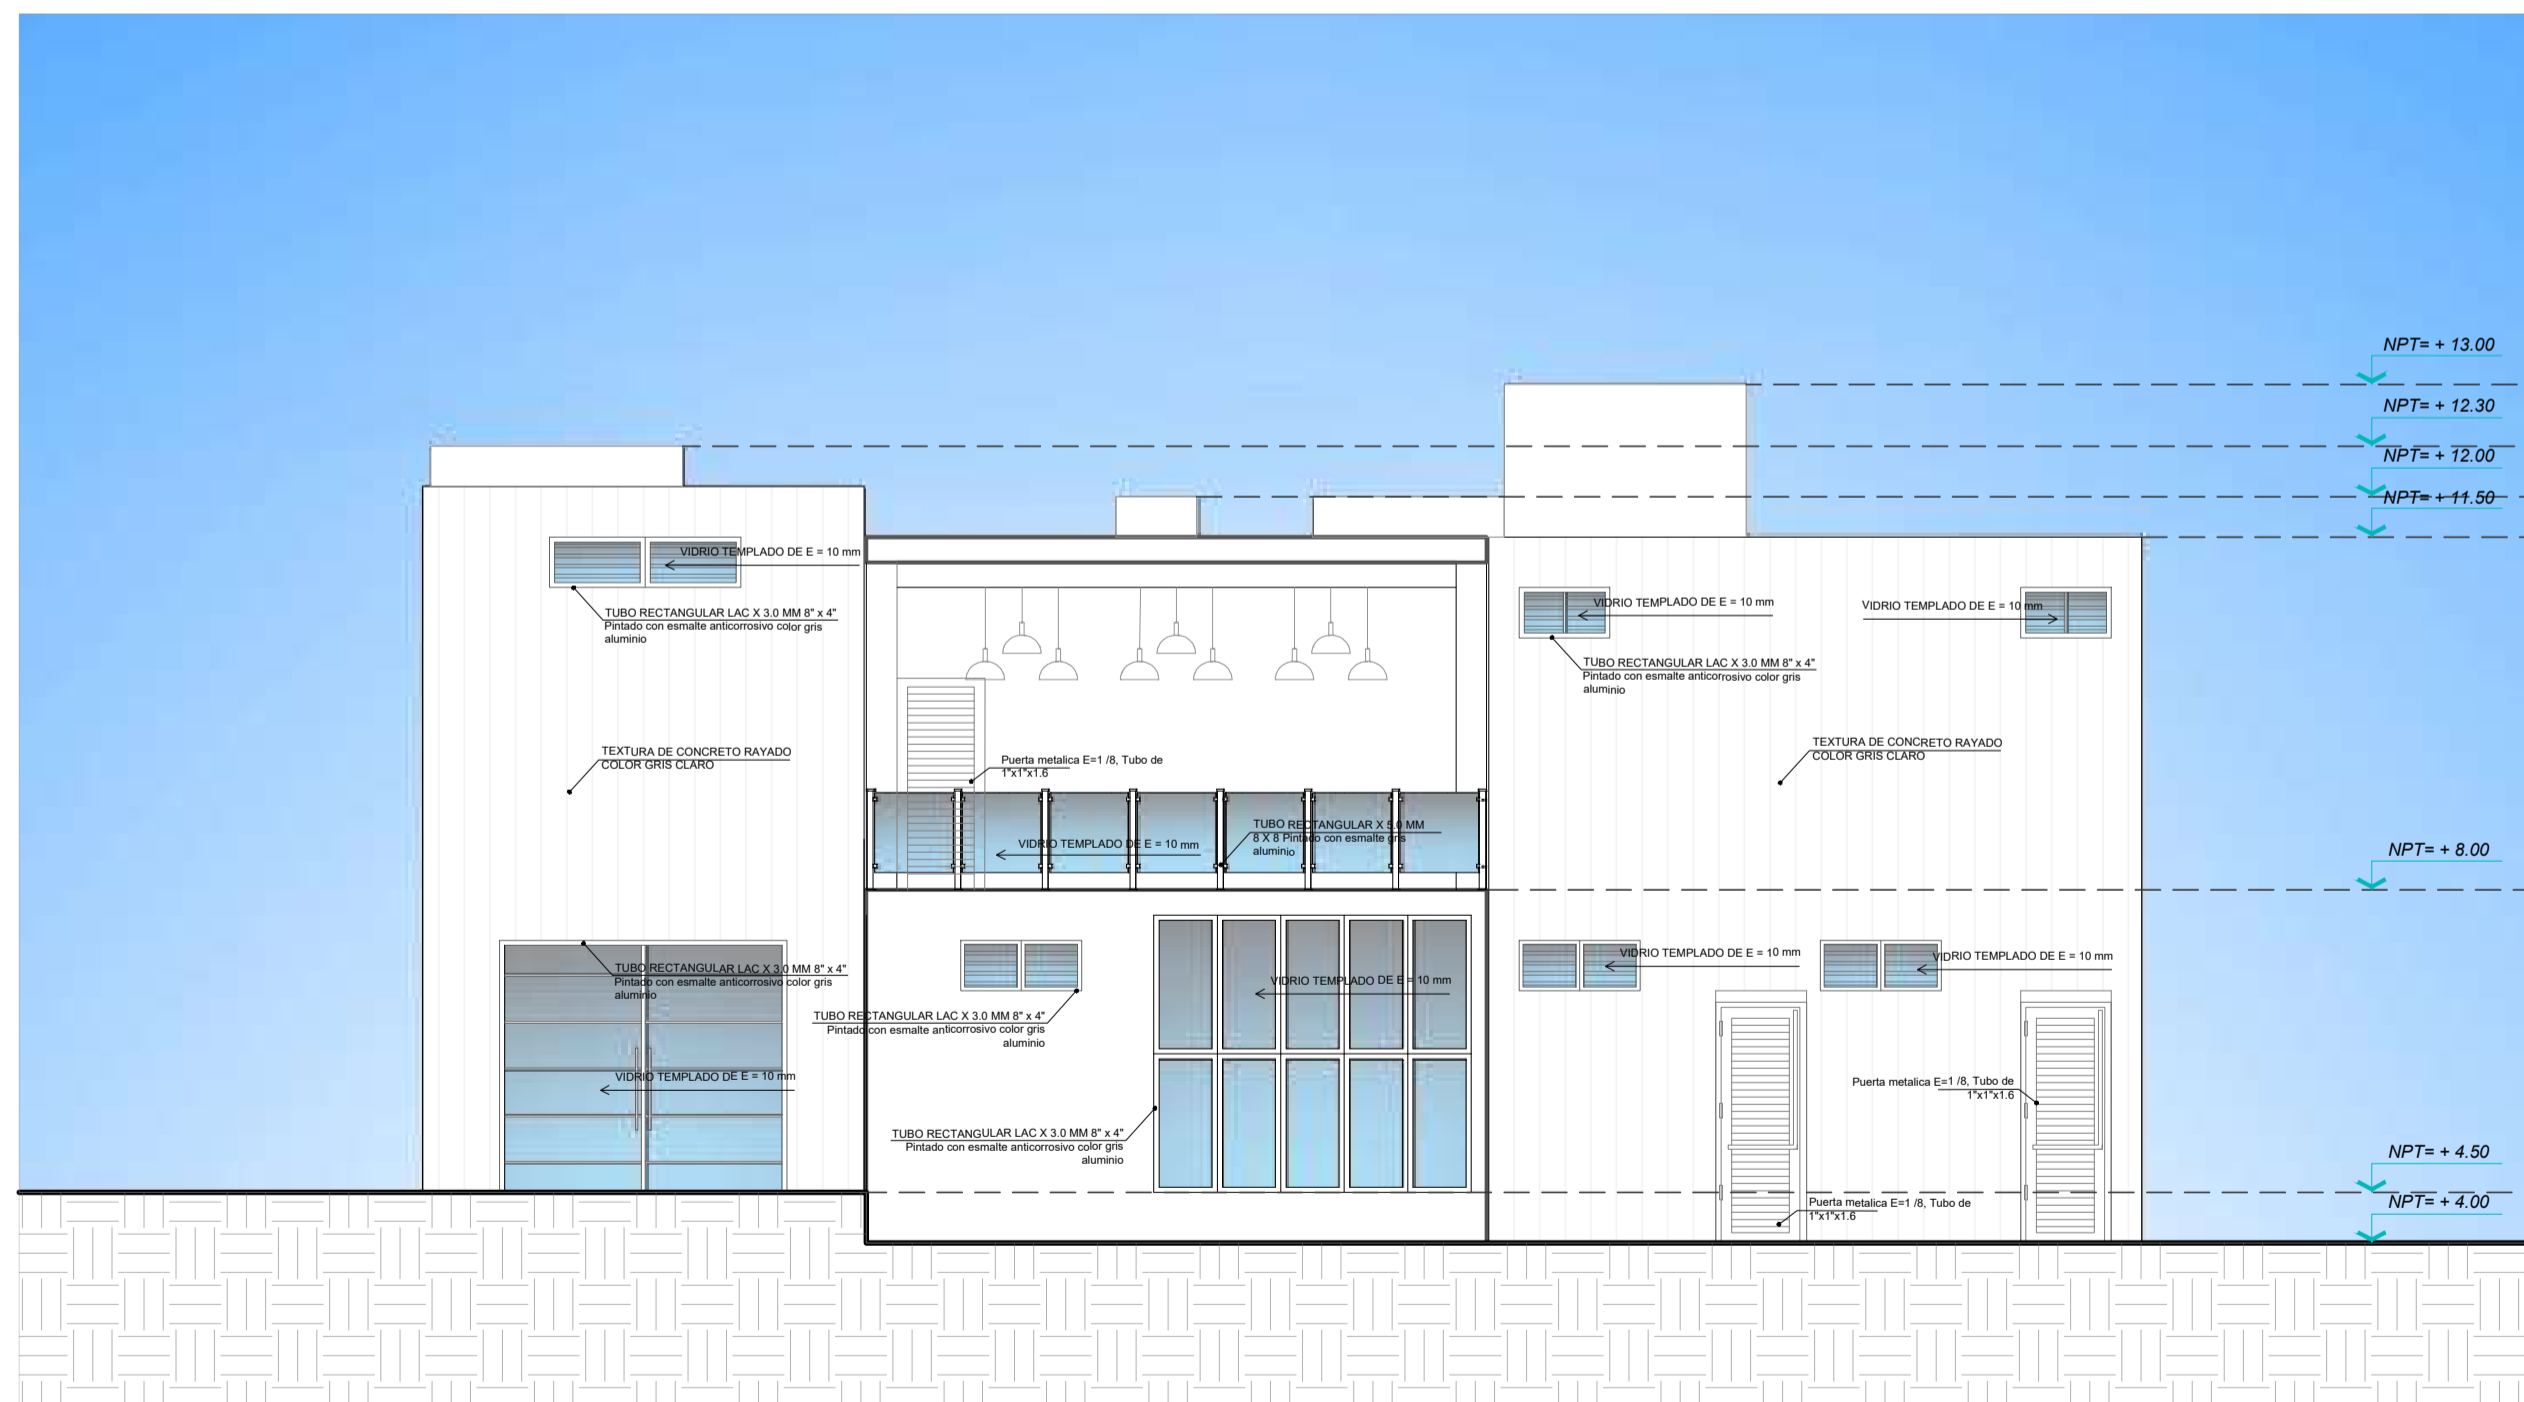 NPT= + 13.00
NPT= + 12.30
NPT= + 12.00
NPT= + 11.50
VIDRIO TEMPLADO DE E = 10 mm
TUBO RECTANGULAR LAC X 3.0 MM 8" x 4"
Pintado con esmalte anticorrosivo color gris
aluminio
VIDRIO TEMPLADO DE E = 10 mm
VIDRIO TEMPLADO DE E = 10 mm
TUBO RECTANGULAR LAC X 3.0 MM 8" x 4"
Pintado con esmalte anticorrosivo color gris
aluminio
TEXTURA DE CONCRETO RAYADO
COLOR GRIS CLARO
Puerta metalica E=1 /8, Tubo de
1"x1"x1.6
TEXTURA DE CONCRETO RAYADO
COLOR GRIS CLARO
VIDRIO TEMPLADO DE E = 10 mm
TUBO RECTANGULAR X 5.0 MM
8 X 8 Pintado con esmalte gris
aluminio
NPT= + 8.00
TUBO RECTANGULAR LAC X 3.0 MM 8" x 4"
Pintado con esmalte anticorrosivo color gris
aluminio
VIDRIO TEMPLADO DE E = 10 mm
VIDRIO TEMPLADO DE E = 10 mm
VIDRIO TEMPLADO DE E = 10 mm
TUBO RECTANGULAR LAC X 3.0 MM 8" x 4"
Pintado con esmalte anticorrosivo color gris
aluminio
VIDRIO TEMPLADO DE E = 10 mm
Puerta metalica E=1 /8, Tubo de
1"x1"x1.6
TUBO RECTANGULAR LAC X 3.0 MM 8" x 4"
Pintado con esmalte anticorrosivo color gris
aluminio
NPT= + 4.50
Puerta metalica E=1 /8, Tubo de
1"x1"x1.6
NPT= + 4.00